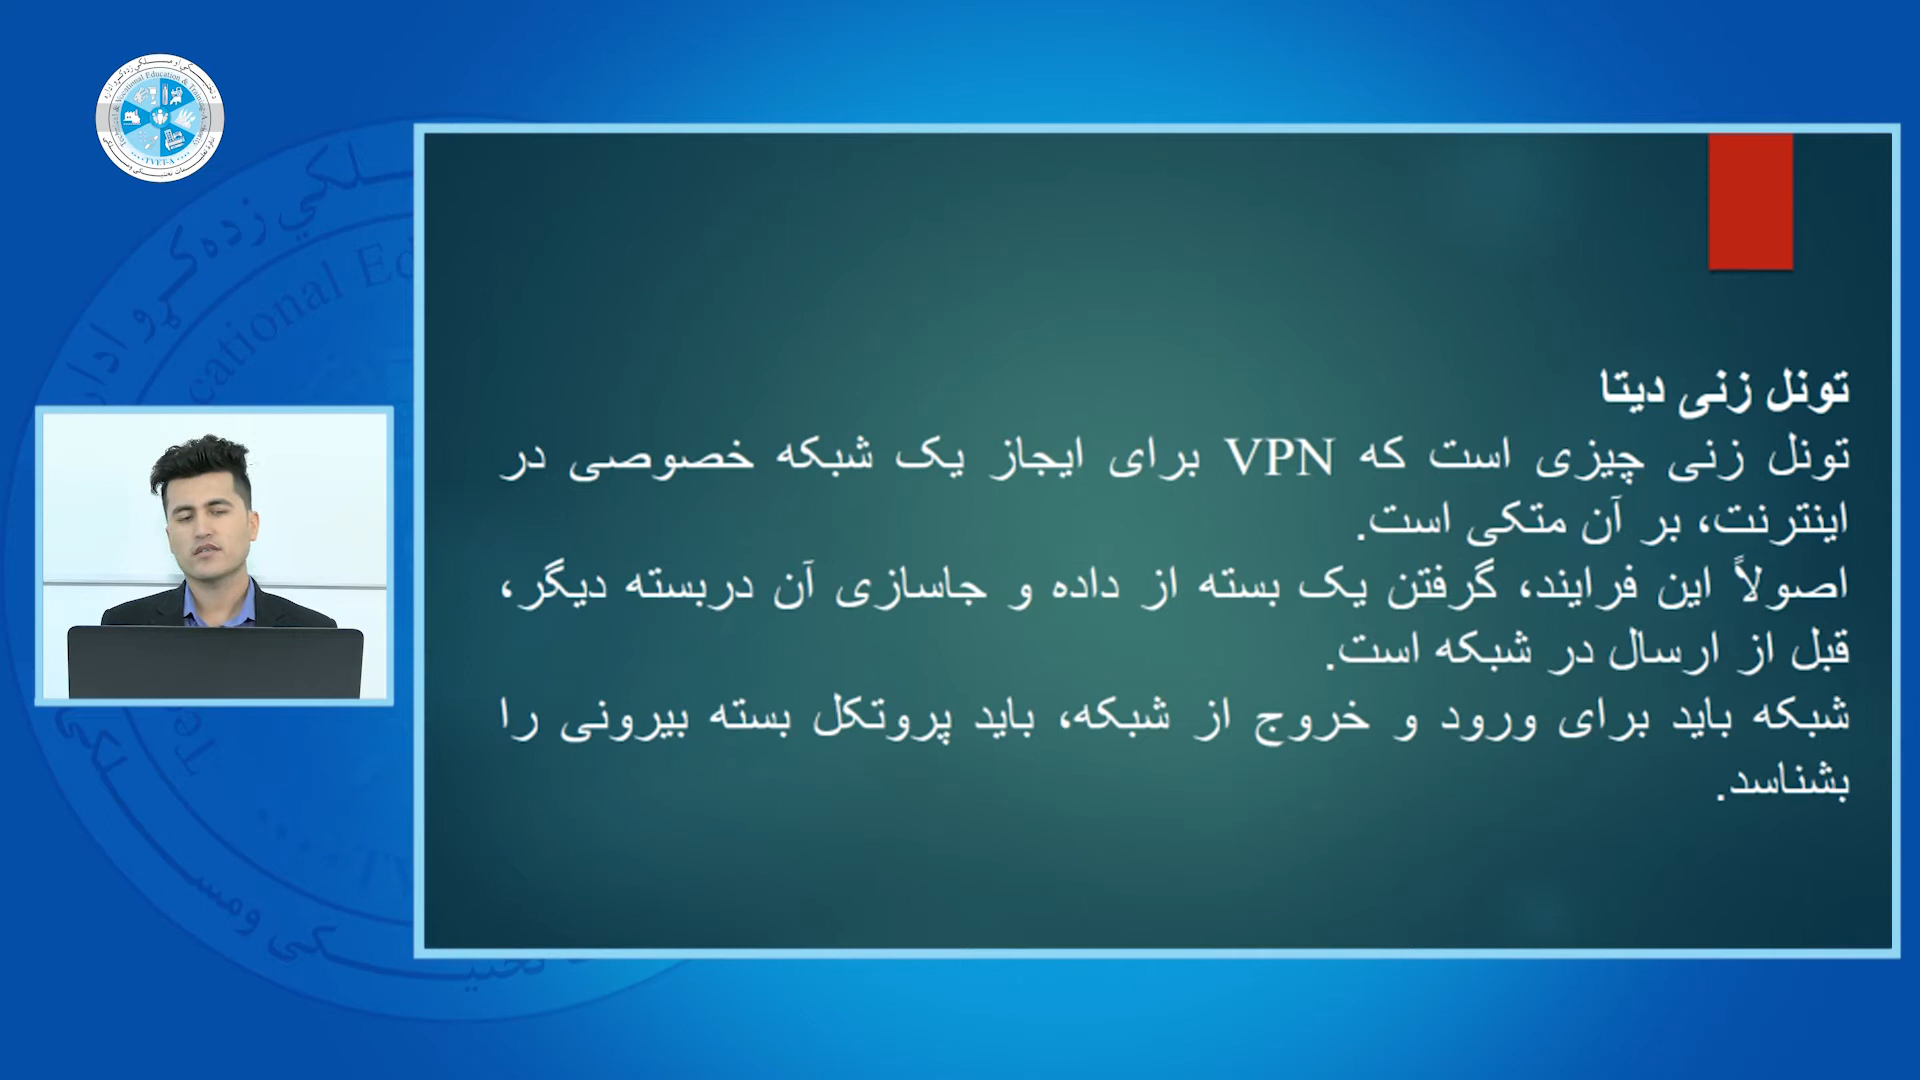 تونل زنی دیتا
تونل زنی چیزی است که VPN برای ایجاز یک شبکه خصوصی در
اینترنت، بر آن متکی است.
اصولاً این فرایند، گرفتن یک بسته از داده و جاسازی آن دربسته دیگر،
قبل از ارسال در شبکه است.
شبکه باید برای ورود و خروج از شبکه، باید پروتکل بسته بیرونی را
بشناسد.
TVET-A